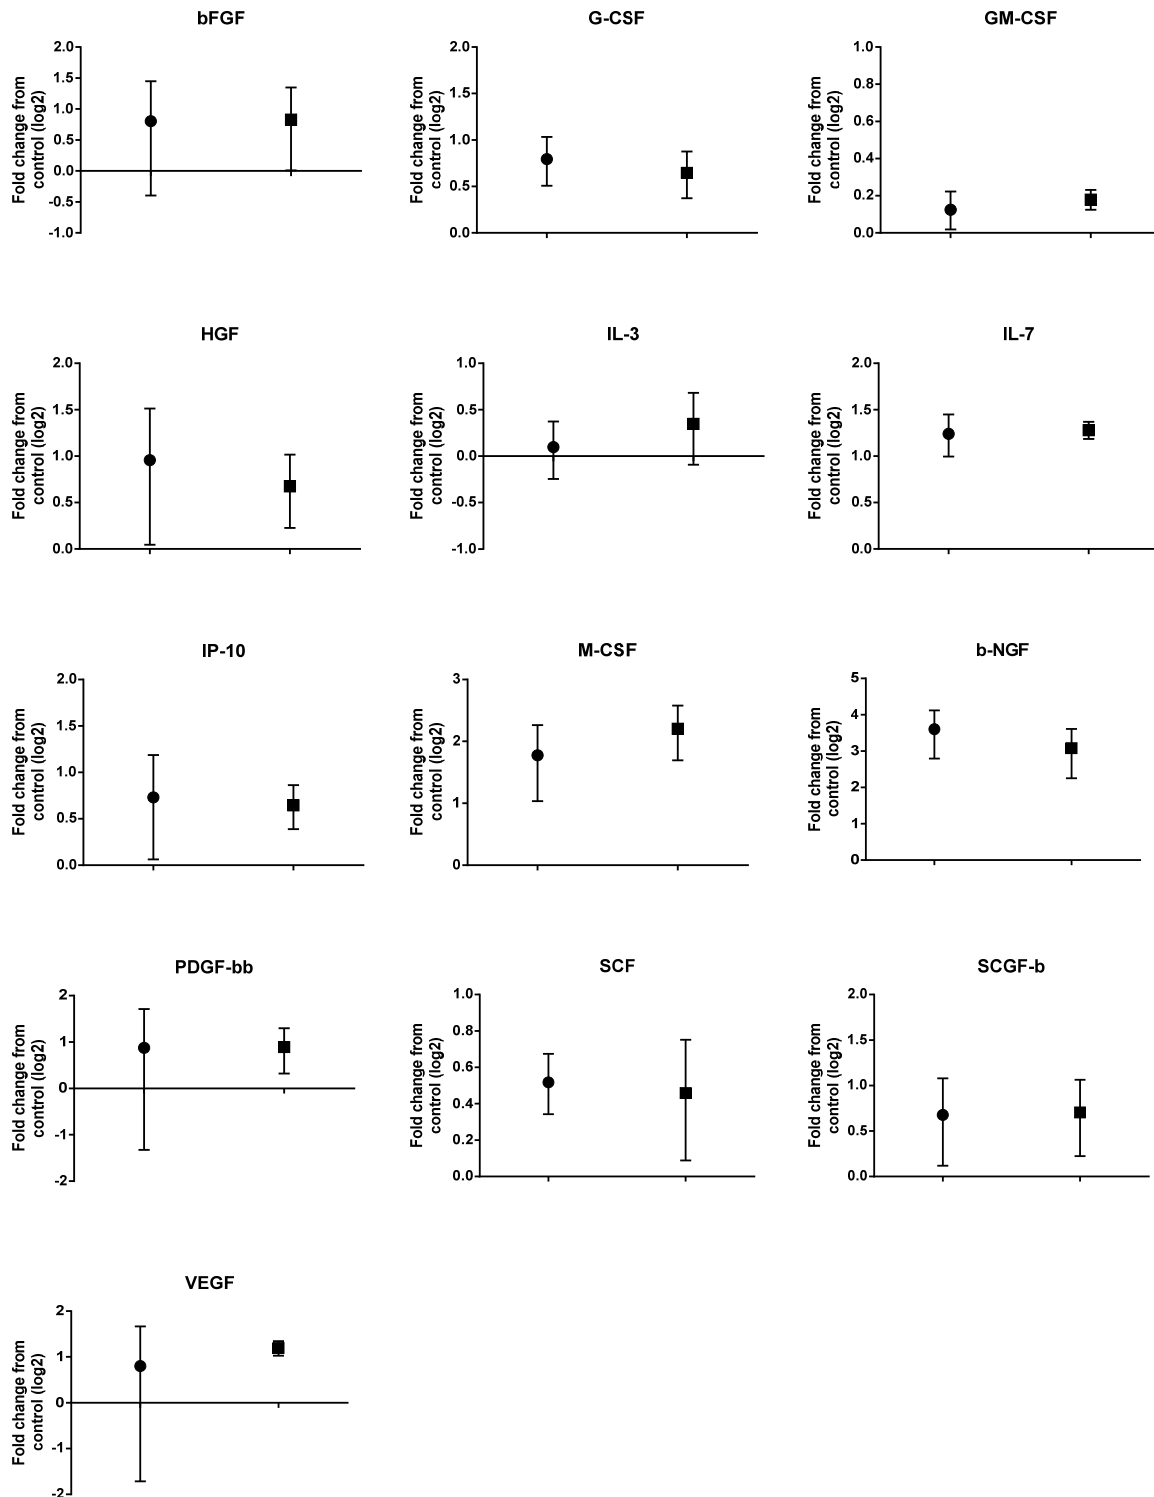 bFGF
Fold change from
control (log2)
2.0
1.5
1.0
0.5
0.0
-0.5
-1.0
G-CSF
Fold change from
control (log2)
2.0
1.5
1.0
0.5
0.0
GM-CSF
Fold change from
control (log2)
1.0
0.8
0.6
0.4
0.2
0.0
HGF
Fold change from
control (log2)
2.0
1.5
1.0
0.5
0.0
IL-3
Fold change from
control (log2)
1.0
0.5
0.0
-0.5
-1.0
IL-7
Fold change from
control (log2)
2.0
1.5
1.0
0.5
0.0
IP-10
Fold change from
control (log2)
2.0
1.5
1.0
0.5
0.0
M-CSF
Fold change from
control (log2)
3
2
1
0
b-NGF
Fold change from
control (log2)
5
4
3
2
1
0
PDGF-bb
Fold change from
control (log2)
2
1
0
-1
-2
SCF
Fold change from
control (log2)
1.0
0.8
0.6
0.4
0.2
0.0
SCGF-b
Fold change from
control (log2)
2.0
1.5
1.0
0.5
0.0
VEGF
Fold change from
control (log2)
2
1
0
-1
-2